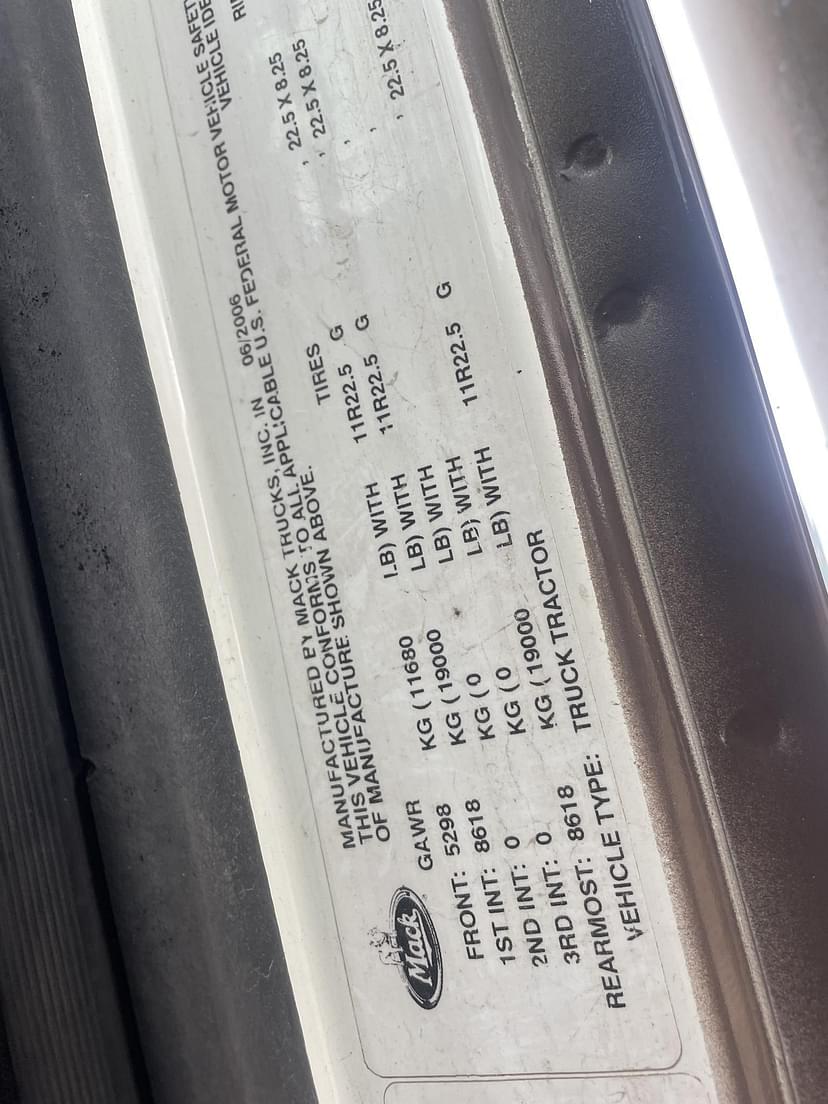 MANUFACTURED BY MACK TRUCKS, INC. IN 06/2006
THIS VEHICLE CONFORMS TO ALL APPLICABLE U.S. FEDERAL MOTOR VEHICLE
OF MANUFACTURE SHOWN ABOVE. VEHICLE
Mack
GAWR TIRES
FRONT: 5298 KG (11680 LB) WITH 11R22.5 G , 22.5 X 8.25
1ST INT: 8618 KG (19000 LB) WITH 11R22.5 G , 22.5 X 8.25
2ND INT: 0 KG (0 LB) WITH ,
3RD INT: 0 KG (0 LB) WITH ,
REARMOST: 8618 KG (19000 LB) WITH 11R22.5 G , 22.5 X 8.25
VEHICLE TYPE: TRUCK TRACTOR